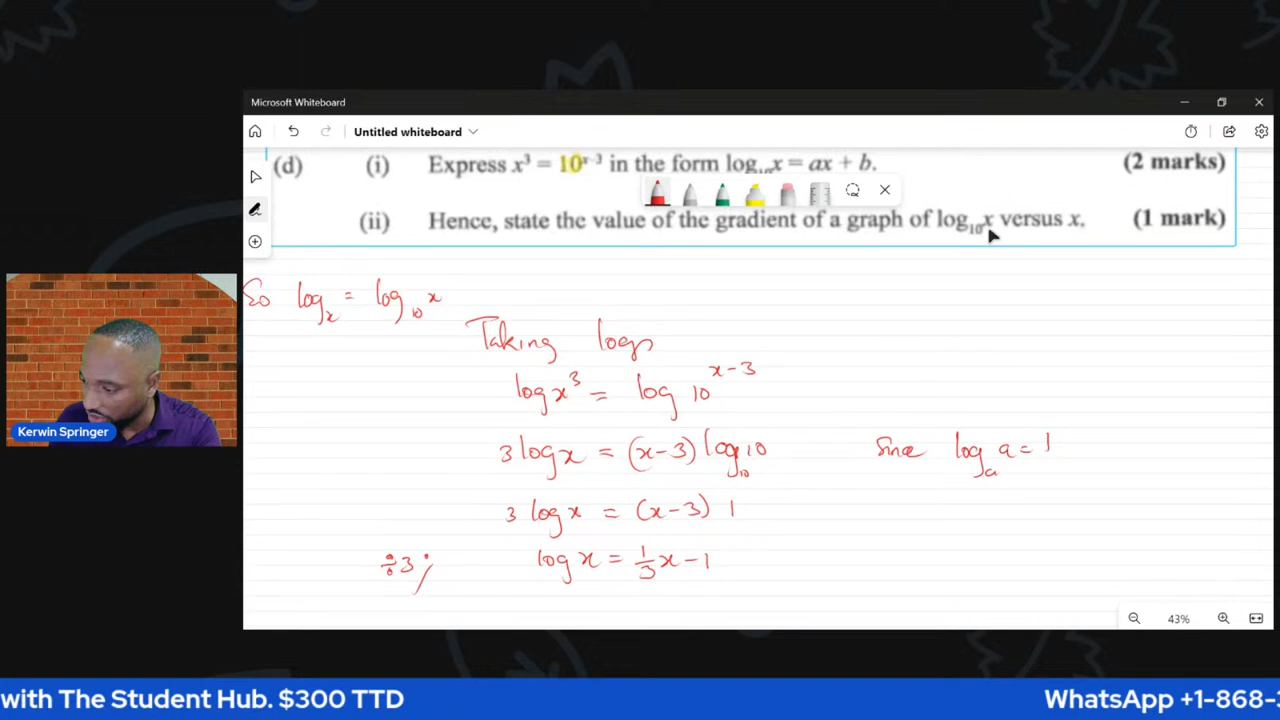 Microsoft Whiteboard
Untitled whiteboard
(d) (i) Express x³ = 10ˣ⁻³ in the form log₁₀x = ax + b. (2 marks)
(ii) Hence, state the value of the gradient of a graph of log₁₀x versus x. (1 mark)
So logₓ = log₁₀ x
Taking logs
log x³ = log 10ˣ⁻³
3 log x = (x-3) log₁₀ 10 Since logₐ a = 1
3 log x = (x-3) 1
÷3; log x = 1/3 x - 1
Kerwin Springer
43%
with The Student Hub. $300 TTD WhatsApp +1-868-